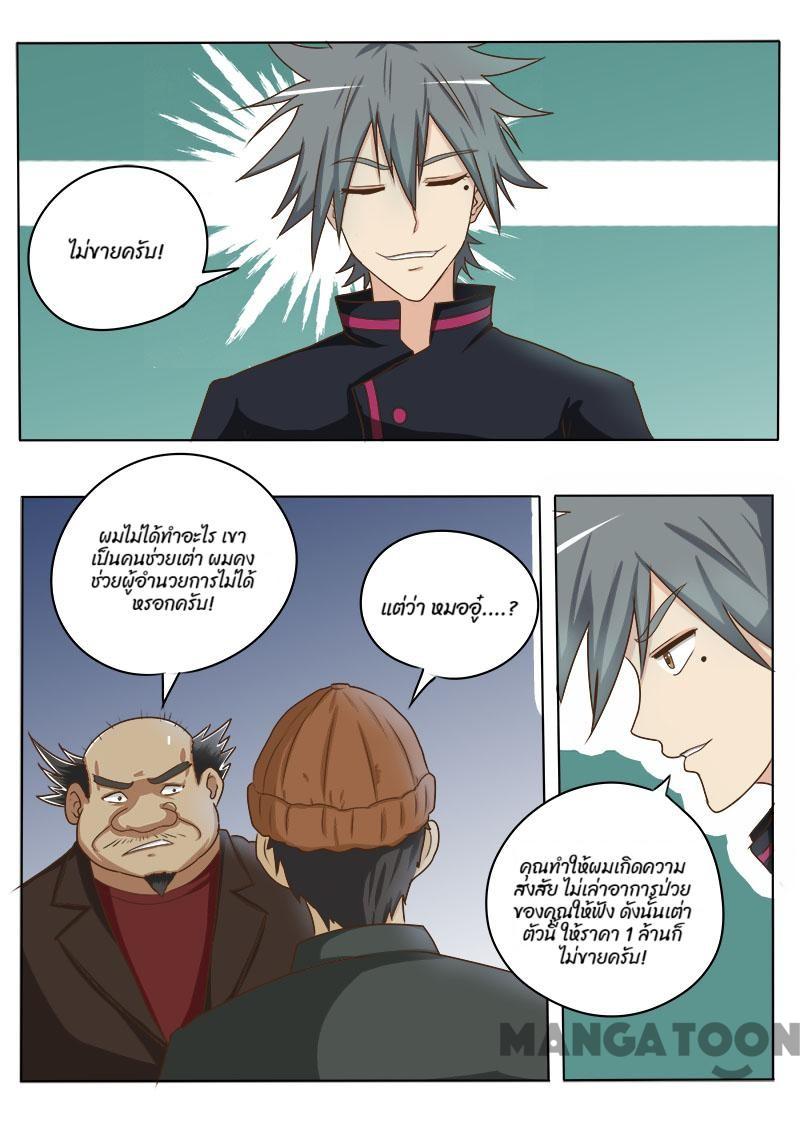 ไม่ขายครับ!
ผมไม่ได้ทำอะไร เขา
เป็นคนช่วยเต่า ผมคง
ช่วยผู้อำนวยการไม่ได้
หรอกครับ!
แต่ว่า หมออู๋....?
คุณทำให้ผมเกิดความ
สงสัย ไม่เล่าอาการป่วย
ของคุณให้ฟัง ดังนั้นเต่า
ตัวนี้ ให้ราคา 1 ล้านก็
ไม่ขายครับ!
MANGATOON